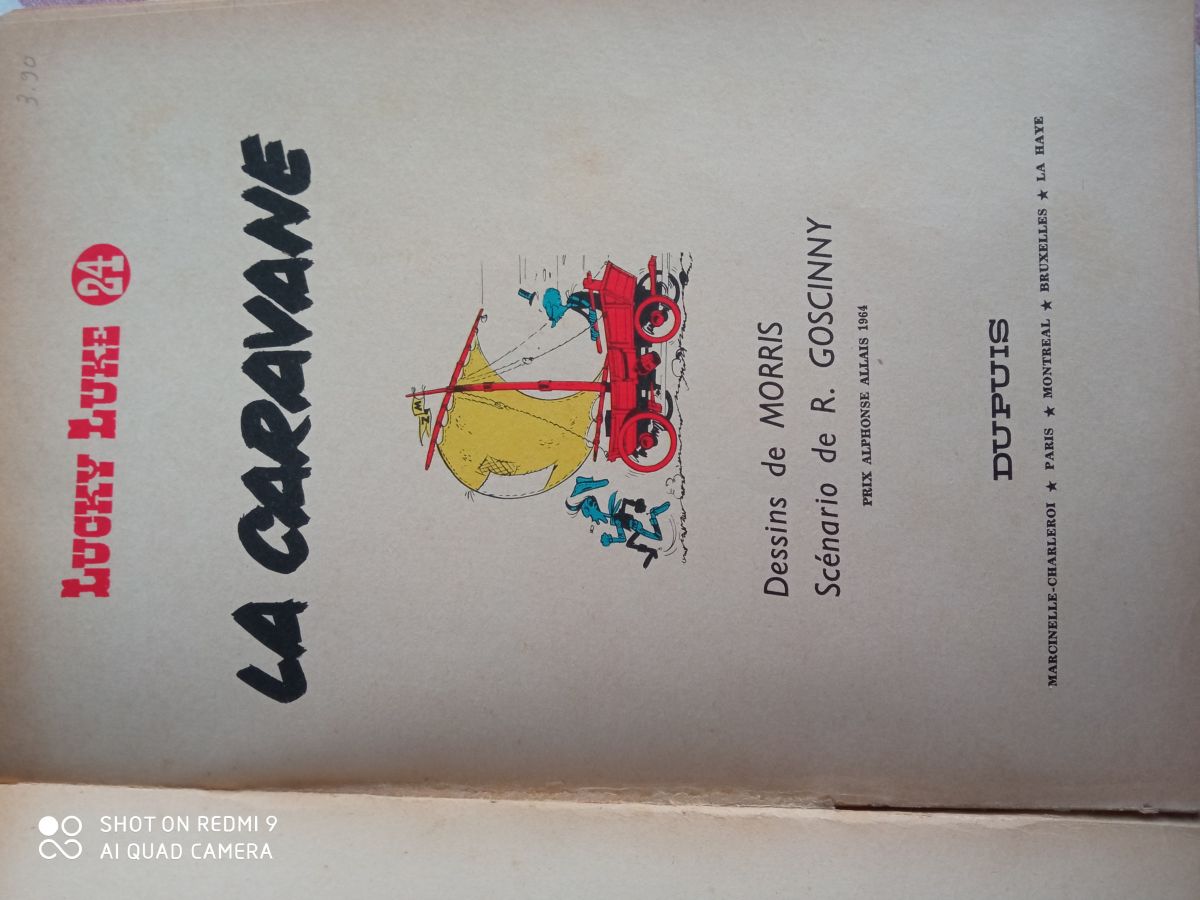 3.90
LUCKY LUKE 24
LA CARAVANE
ZW
Dessins de MORRIS
Scénario de R. GOSCINNY
PRIX ALPHONSE ALLAIS 1964
DUPUIS
MARCINELLE-CHARLEROI ★ PARIS ★ MONTREAL ★ BRUXELLES ★ LA HAYE
SHOT ON REDMI 9
AI QUAD CAMERA